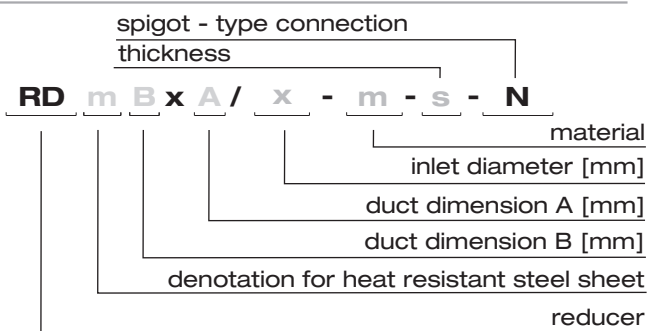 spigot - type connection
thickness
RD m B x A / x - m - s - N
material
inlet diameter [mm]
duct dimension A [mm]
duct dimension B [mm]
denotation for heat resistant steel sheet
reducer